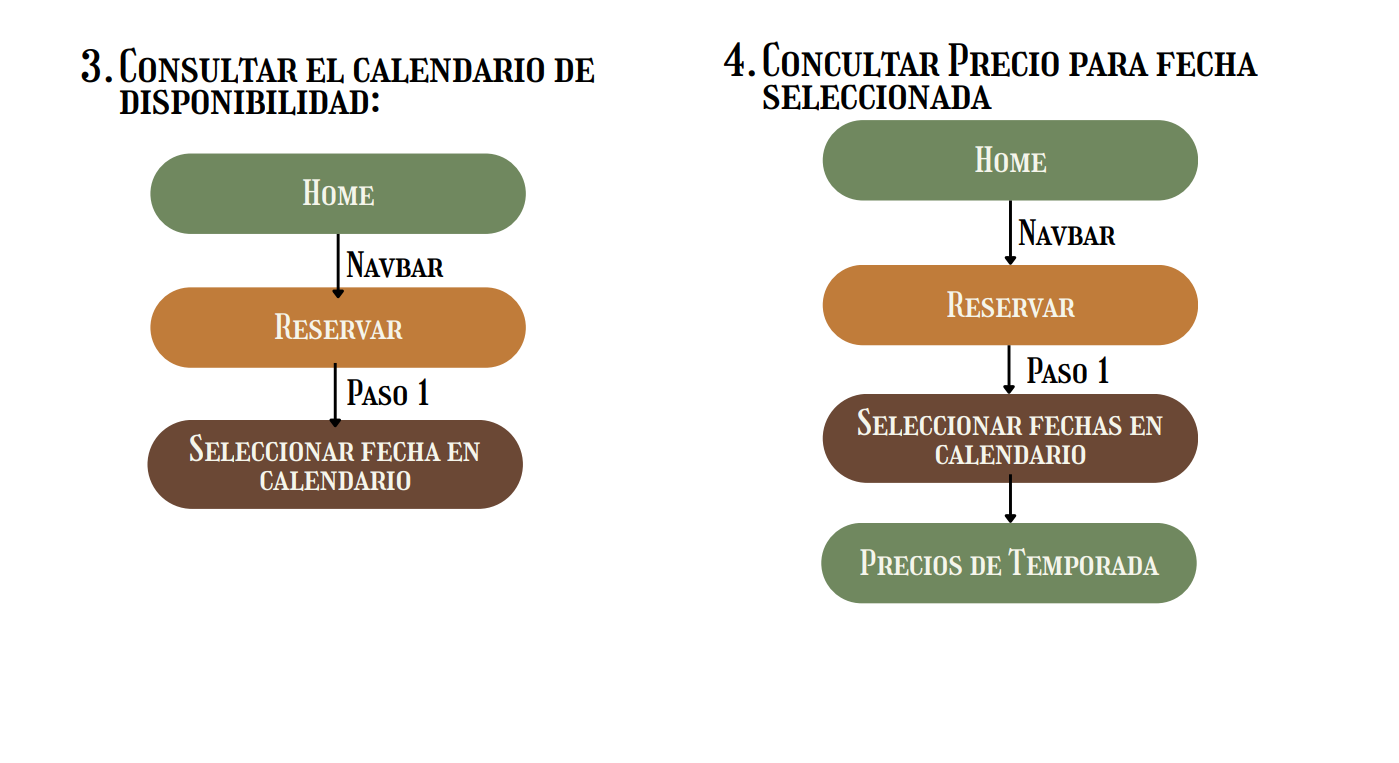 3. Consultar el calendario de
disponibilidad:
Home
Navbar
Reservar
Paso 1
Seleccionar fecha en
calendario
4. Concultar Precio para fecha
seleccionada
Home
Navbar
Reservar
Paso 1
Seleccionar fechas en
calendario
Precios de Temporada